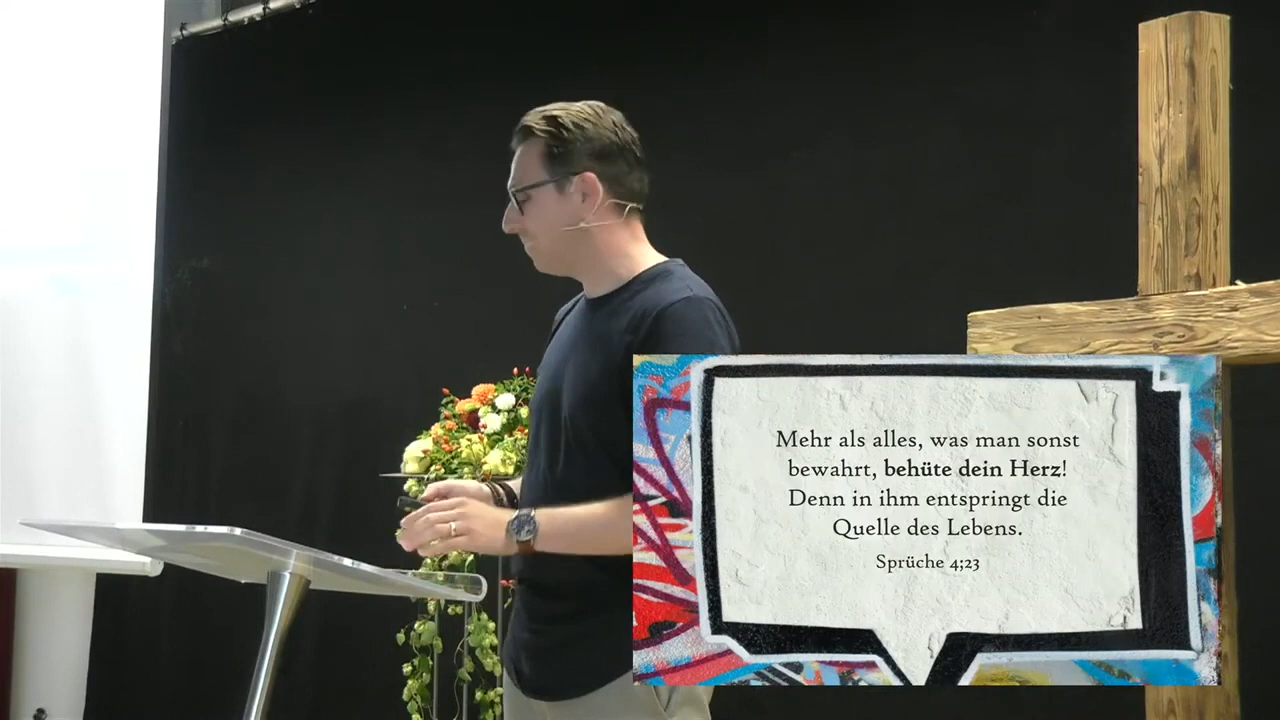 Mehr als alles, was man sonst
bewahrt, behüte dein Herz!
Denn in ihm entspringt die
Quelle des Lebens.
Sprüche 4;23